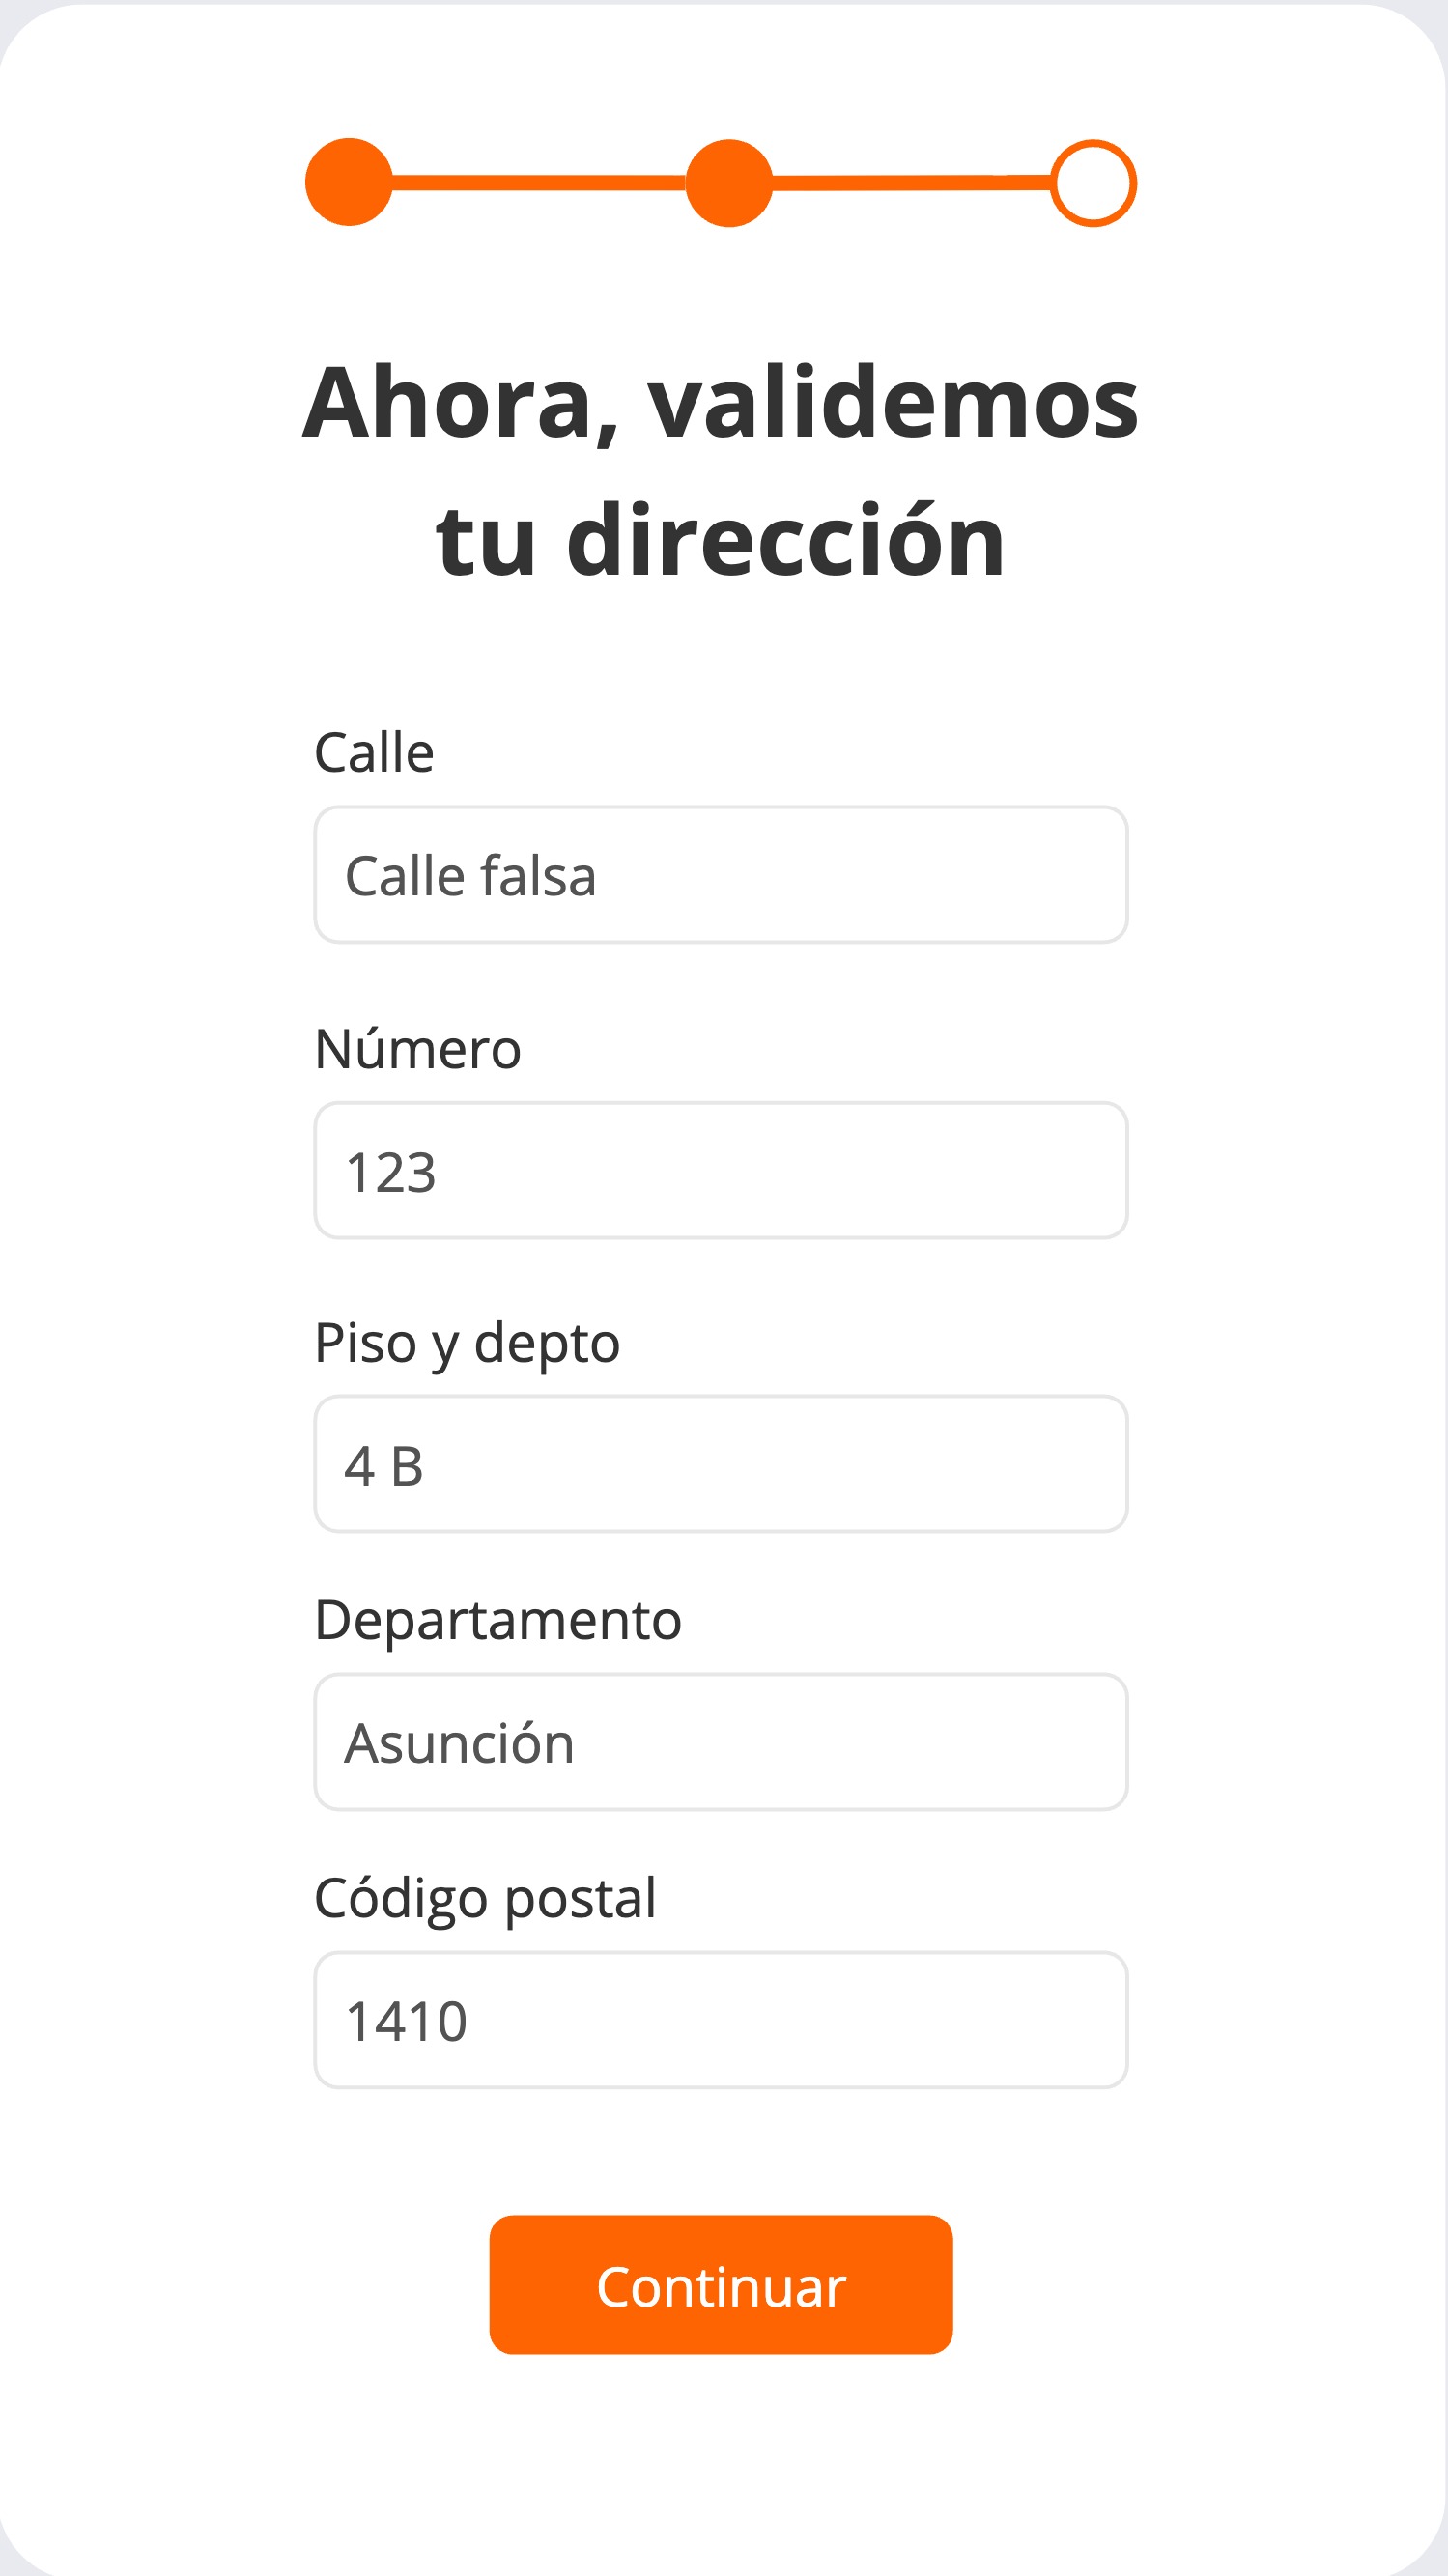 Ahora, validemos
tu dirección
Calle
Calle falsa
Número
123
Piso y depto
4 B
Departamento
Asunción
Código postal
1410
Continuar